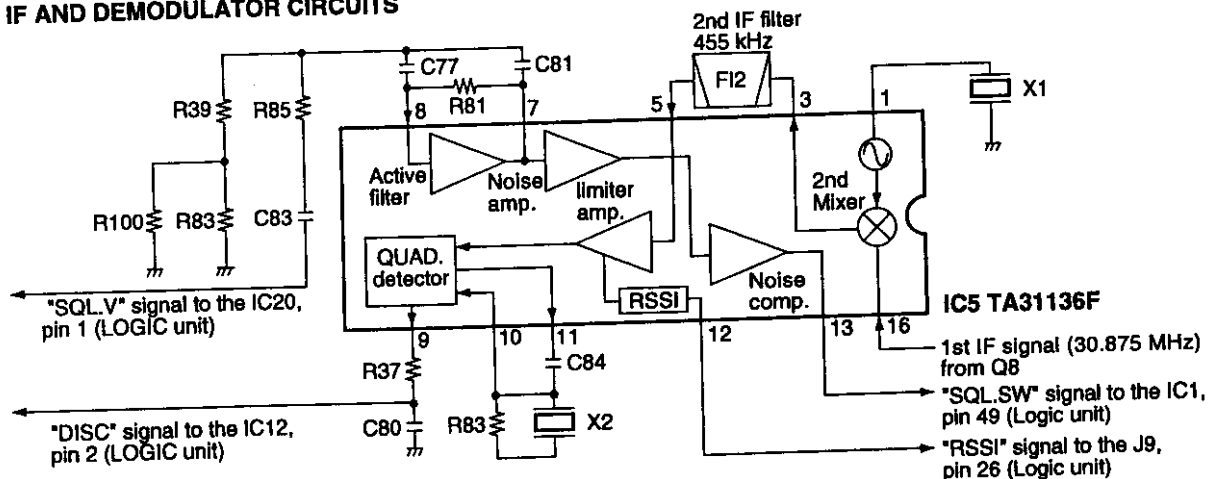 IF AND DEMODULATOR CIRCUITS
2nd IF filter
455 kHz
C77
C81
FI2
R39
R85
R81
8
7
5
3
1
X1
Active
filter
Noise
amp.
limiter
amp.
2nd
Mixer
R100
R83
C83
QUAD.
detector
RSSI
Noise
comp.
IC5 TA31136F
"SQL.V" signal to the IC20,
pin 1 (LOGIC unit)
9
10
11
12
13
16
R37
C84
1st IF signal (30.875 MHz)
from Q8
"SQL.SW" signal to the IC1,
pin 49 (Logic unit)
"DISC" signal to the IC12,
pin 2 (LOGIC unit)
C80
R83
X2
"RSSI" signal to the J9,
pin 26 (Logic unit)